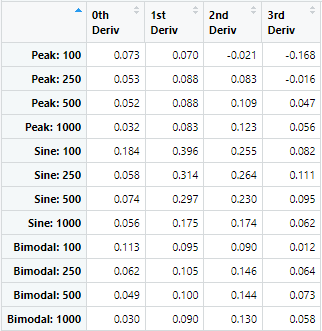 0th Deriv 1st Deriv 2nd Deriv 3rd Deriv
Peak: 100 0.073 0.070 -0.021 -0.168
Peak: 250 0.053 0.088 0.083 -0.016
Peak: 500 0.052 0.088 0.109 0.047
Peak: 1000 0.032 0.083 0.123 0.056
Sine: 100 0.184 0.396 0.255 0.082
Sine: 250 0.058 0.314 0.264 0.111
Sine: 500 0.074 0.297 0.230 0.095
Sine: 1000 0.056 0.175 0.174 0.062
Bimodal: 100 0.113 0.095 0.090 0.012
Bimodal: 250 0.062 0.105 0.146 0.064
Bimodal: 500 0.049 0.100 0.144 0.073
Bimodal: 1000 0.030 0.090 0.130 0.058